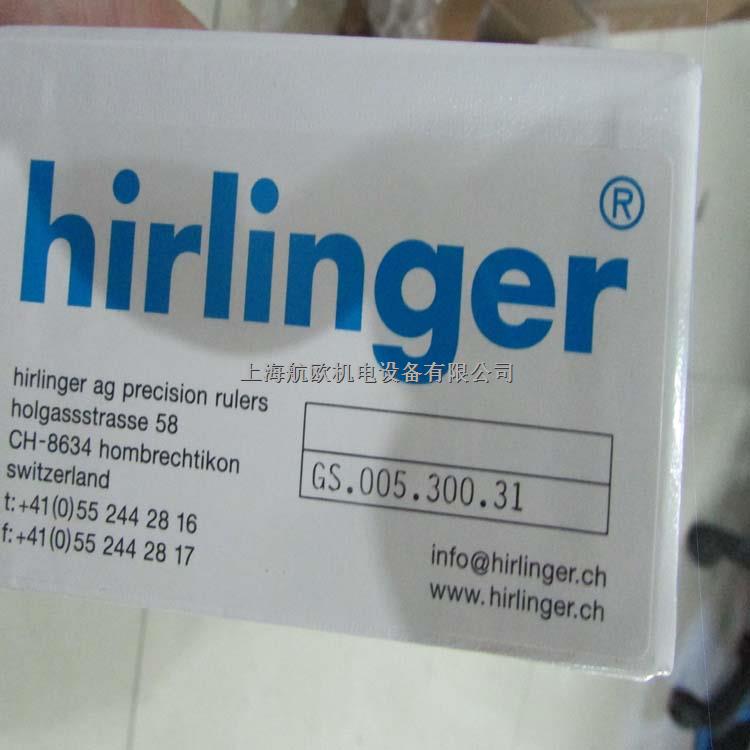 hirlinger®
上海航欧机电设备有限公司
hirlinger ag precision rulers
holgassstrasse 58
CH-8634 hombrechtikon
switzerland
t:+41(0)55 244 28 16
f:+41(0)55 244 28 17
GS.005.300.31
info@hirlinger.ch
www.hirlinger.ch